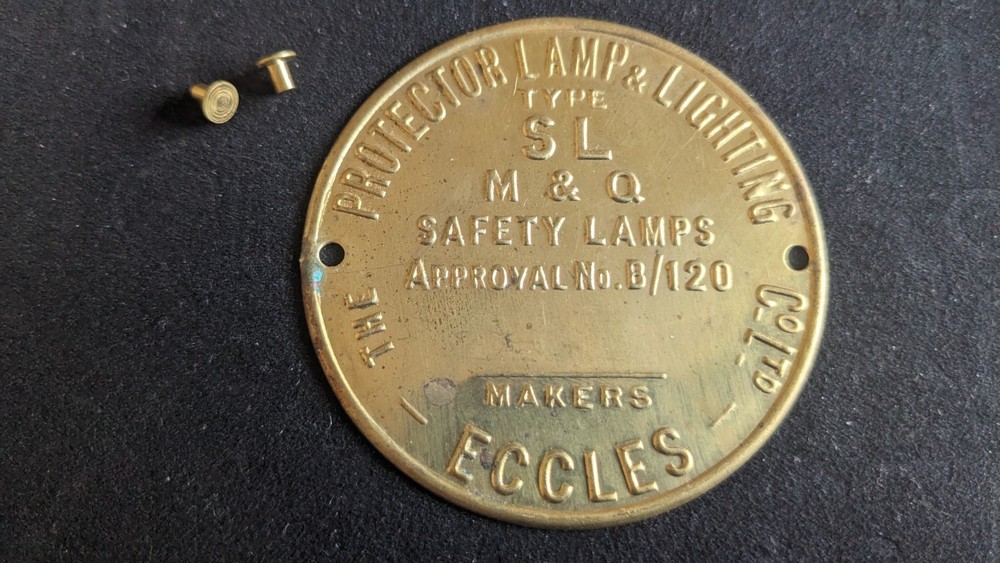 THE PROTECTOR LAMP & LIGHTING Co LTD
TYPE
SL
M & Q
SAFETY LAMPS
APPROVAL No. B/120
MAKERS
ECCLES